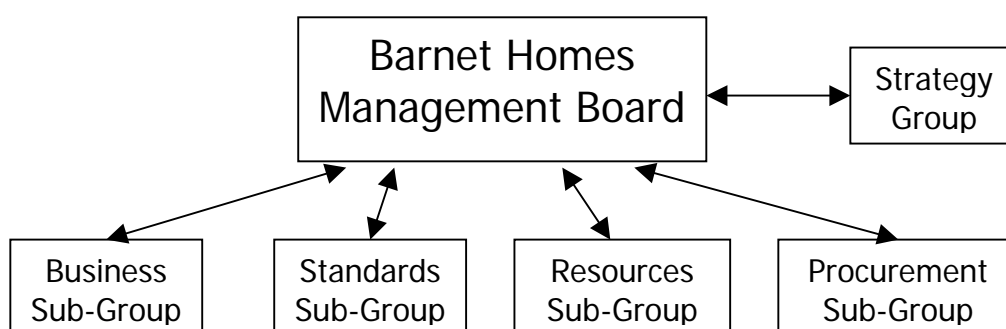 Barnet Homes
Management Board
Strategy
Group
Business
Sub-Group
Standards
Sub-Group
Resources
Sub-Group
Procurement
Sub-Group